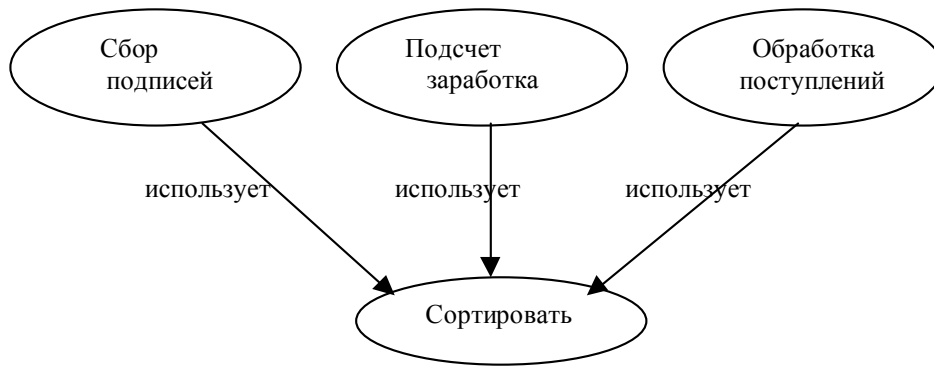 Сбор
подписей
Подсчет
заработка
Обработка
поступлений
использует
использует
использует
Сортировать